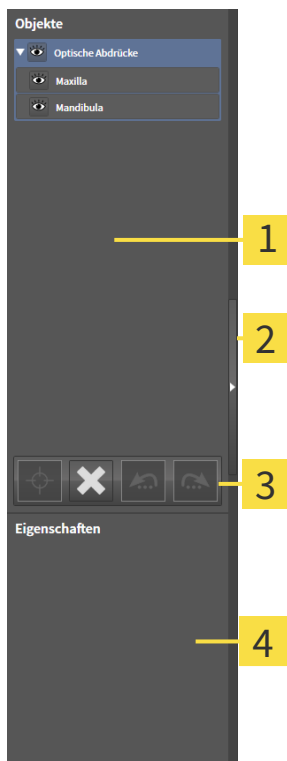 Objekte
Optische Abdrücke
Maxilla
Mandibula
1
2
3
Eigenschaften
4